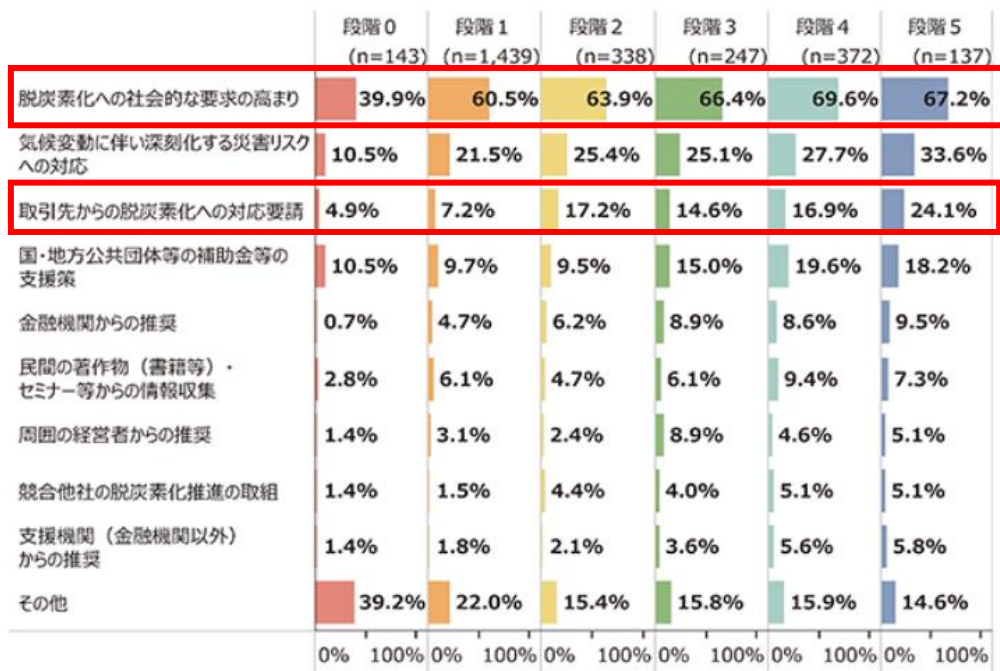 段階0 段階1 段階2 段階3 段階4 段階5
(n=143) (n=1,439) (n=338) (n=247) (n=372) (n=137)
脱炭素化への社会的な要求の高まり 39.9% 60.5% 63.9% 66.4% 69.6% 67.2%
気候変動に伴い深刻化する災害リスク
への対応 10.5% 21.5% 25.4% 25.1% 27.7% 33.6%
取引先からの脱炭素化への対応要請 4.9% 7.2% 17.2% 14.6% 16.9% 24.1%
国・地方公共団体等の補助金等の
支援策 10.5% 9.7% 9.5% 15.0% 19.6% 18.2%
金融機関からの推奨 0.7% 4.7% 6.2% 8.9% 8.6% 9.5%
民間の著作物（書籍等）・
セミナー等からの情報収集 2.8% 6.1% 4.7% 6.1% 9.4% 7.3%
周囲の経営者からの推奨 1.4% 3.1% 2.4% 8.9% 4.6% 5.1%
競合他社の脱炭素化推進の取組 1.4% 1.5% 4.4% 4.0% 5.1% 5.1%
支援機関（金融機関以外）
からの推奨 1.4% 1.8% 2.1% 3.6% 5.6% 5.8%
その他 39.2% 22.0% 15.4% 15.8% 15.9% 14.6%
0% 100% 0% 100% 0% 100% 0% 100% 0% 100% 0% 100%